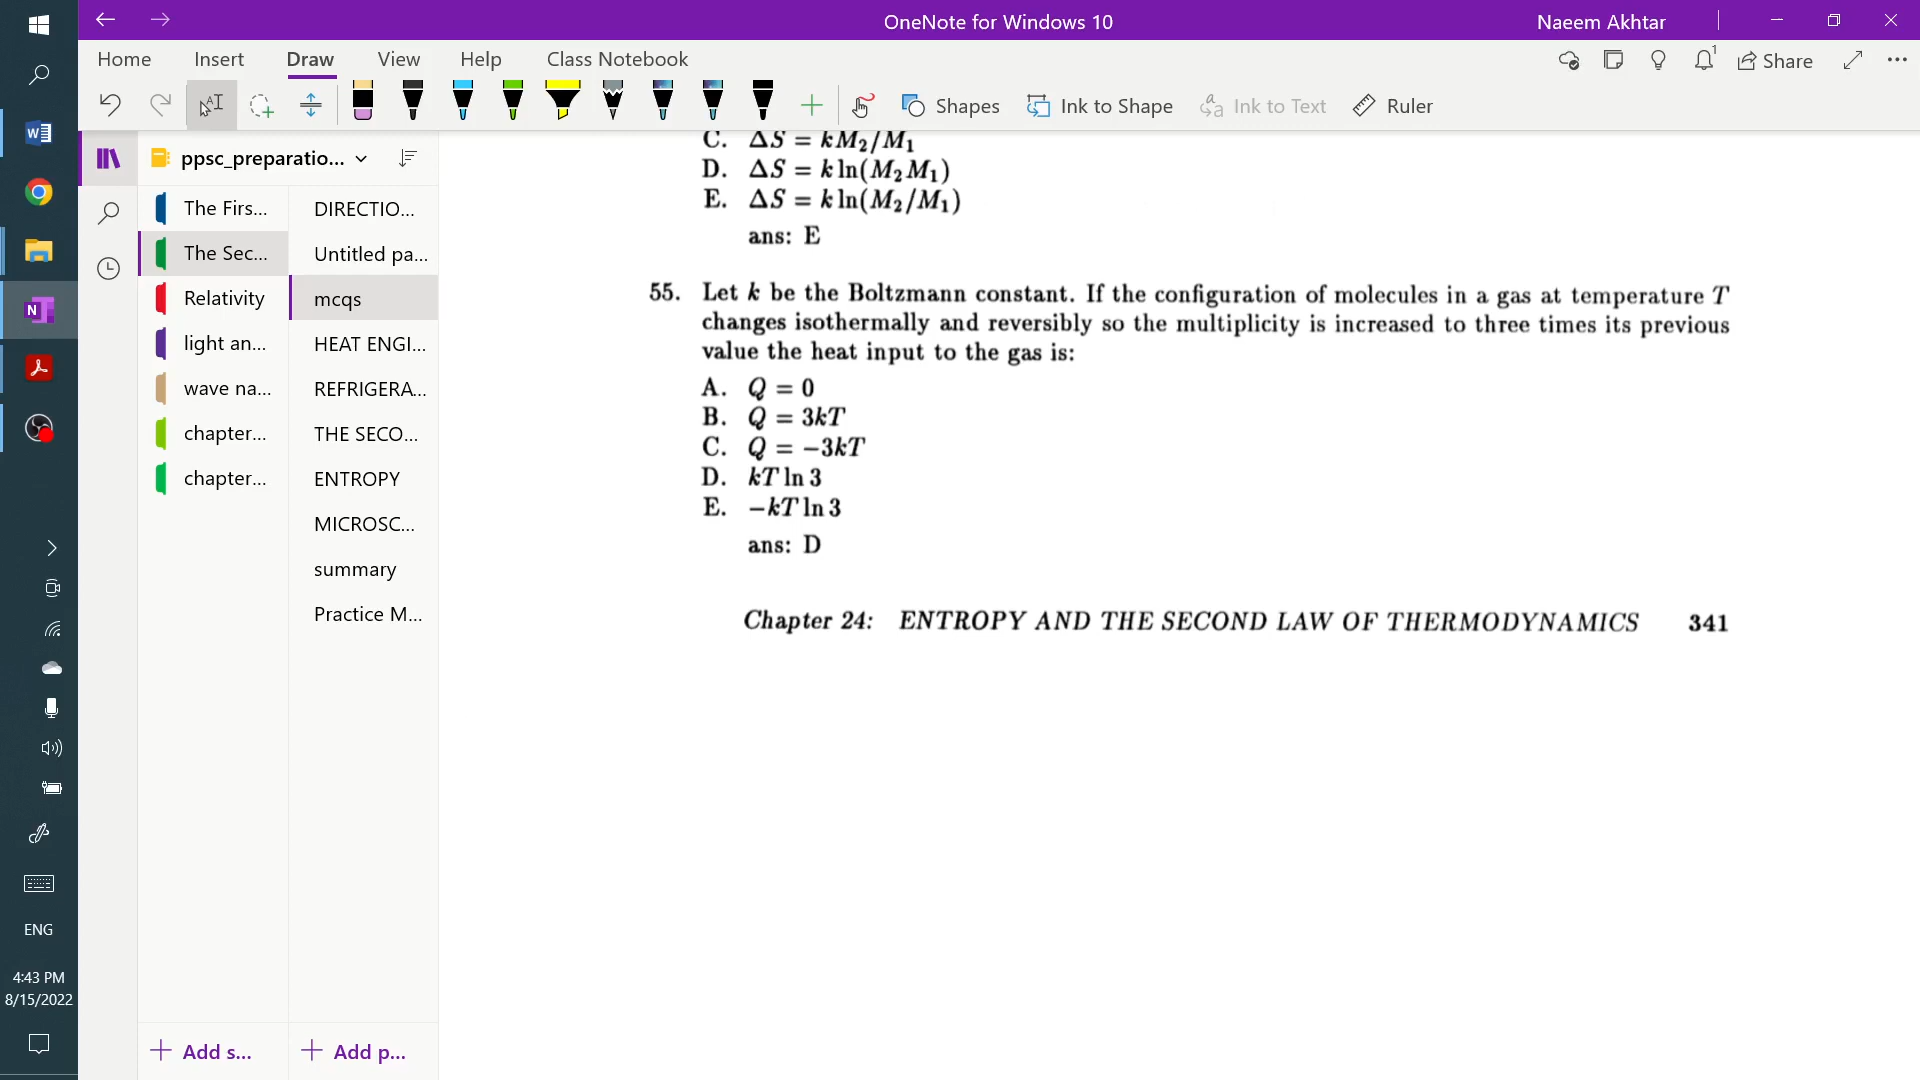 OneNote for Windows 10
Naeem Akhtar
Home Insert Draw View Help Class Notebook
1
Share
Shapes Ink to Shape Ink to Text Ruler
ppsc_preparatio...
The Firs...
The Sec...
Relativity
light an...
wave na...
chapter...
chapter...
DIRECTIO...
Untitled pa...
mcqs
HEAT ENGI...
REFRIGERA...
THE SECO...
ENTROPY
MICROSC...
summary
Practice M...
Add s...
Add p...
C. ΔS = kM₂/M₁
D. ΔS = k ln(M₂M₁)
E. ΔS = k ln(M₂/M₁)
ans: E
55. Let k be the Boltzmann constant. If the configuration of molecules in a gas at temperature T
changes isothermally and reversibly so the multiplicity is increased to three times its previous
value the heat input to the gas is:
A. Q = 0
B. Q = 3kT
C. Q = −3kT
D. kT ln 3
E. −kT ln 3
ans: D
Chapter 24: ENTROPY AND THE SECOND LAW OF THERMODYNAMICS 341
ENG
4:43 PM
8/15/2022